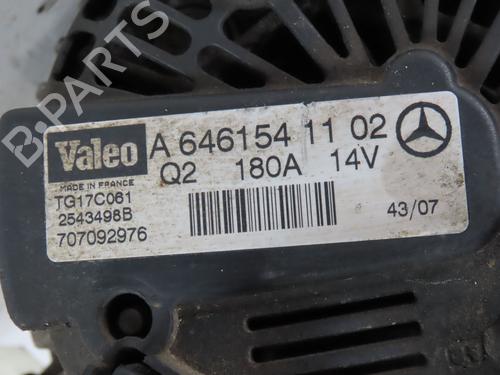 B-Parts
Valeo
A 646154 11 02
MADE IN FRANCE
Q2 180A 14V
TG17C061
2543498B
707092976
43/07